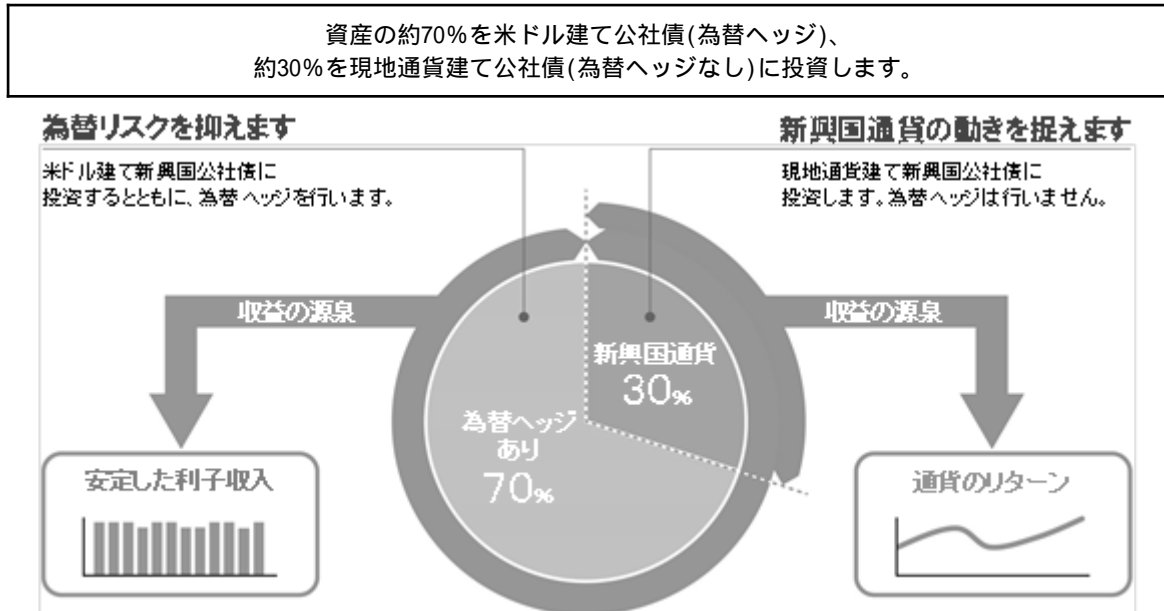 資産の約70%を米ドル建て公社債(為替ヘッジ)、
約30%を現地通貨建て公社債(為替ヘッジなし)に投資します。
為替リスクを抑えます
米ドル建て新興国公社債に
投資するとともに、為替ヘッジを行います。
新興国通貨の動きを捉えます
現地通貨建て新興国公社債に
投資します。為替ヘッジは行いません。
収益の源泉
収益の源泉
新興国通貨
30%
為替ヘッジ
あり
70%
安定した利子収入
通貨のリターン